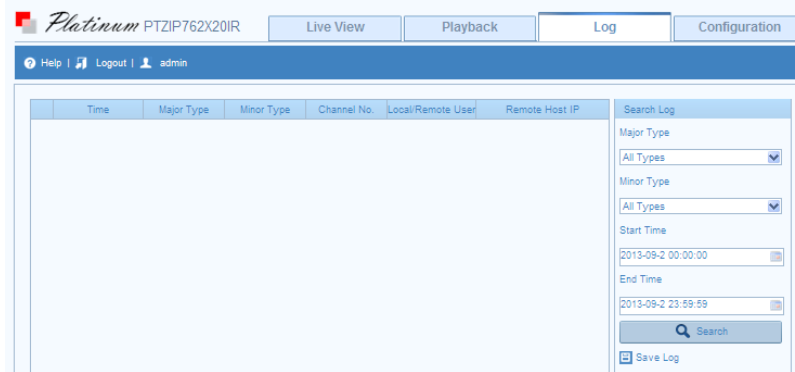 Platinum PTZIP762X20IR Live View Playback Log Configuration
Help | Logout | admin
Time Major Type Minor Type Channel No. Local/Remote User Remote Host IP
Search Log
Major Type
All Types
Minor Type
All Types
Start Time
2013-09-2 00:00:00
End Time
2013-09-2 23:59:59
Search
Save Log